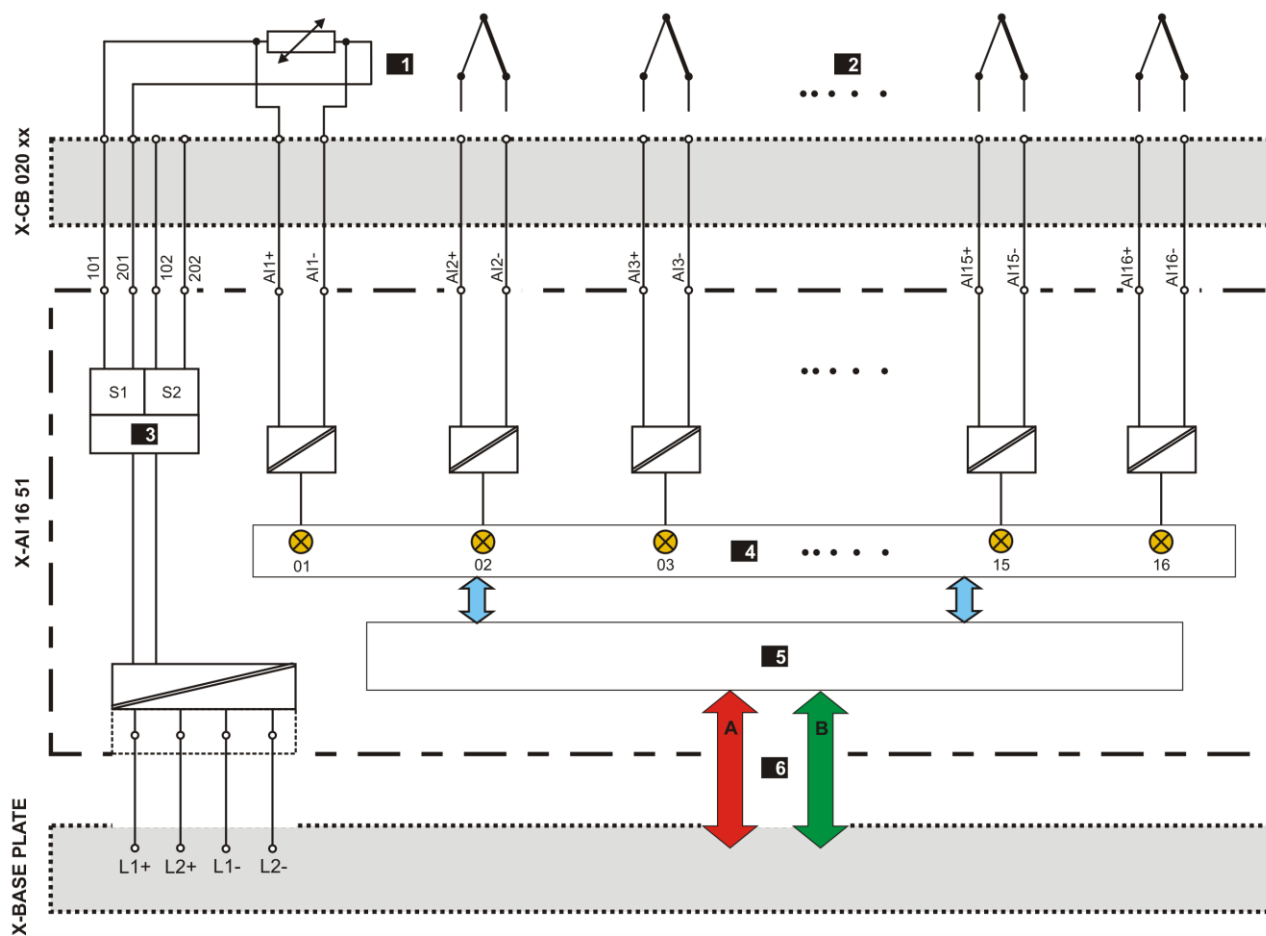 1
2
X-CB 020 xx
101
201
102
202
AI1+
AI1-
AI2+
AI2-
AI3+
AI3-
AI15+
AI15-
AI16+
AI16-
S1 S2
3
X-AI 16 51
01 02 03 4 15 16
5
A B
6
X-BASE PLATE
L1+ L2+ L1- L2-